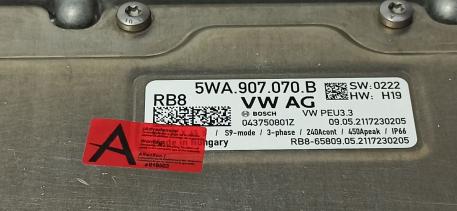 5WA.907.070.B
SW:0222
HW: H19
RB8
VW AG
BOSCH
VW PEU3.3
043750801Z
09.05.2117230205
/ S9-mode / 3-phase / 240Acont / 450Apeak / IP66
Made in Hungary
RB8-65809.05.2117230205
A
Attention !